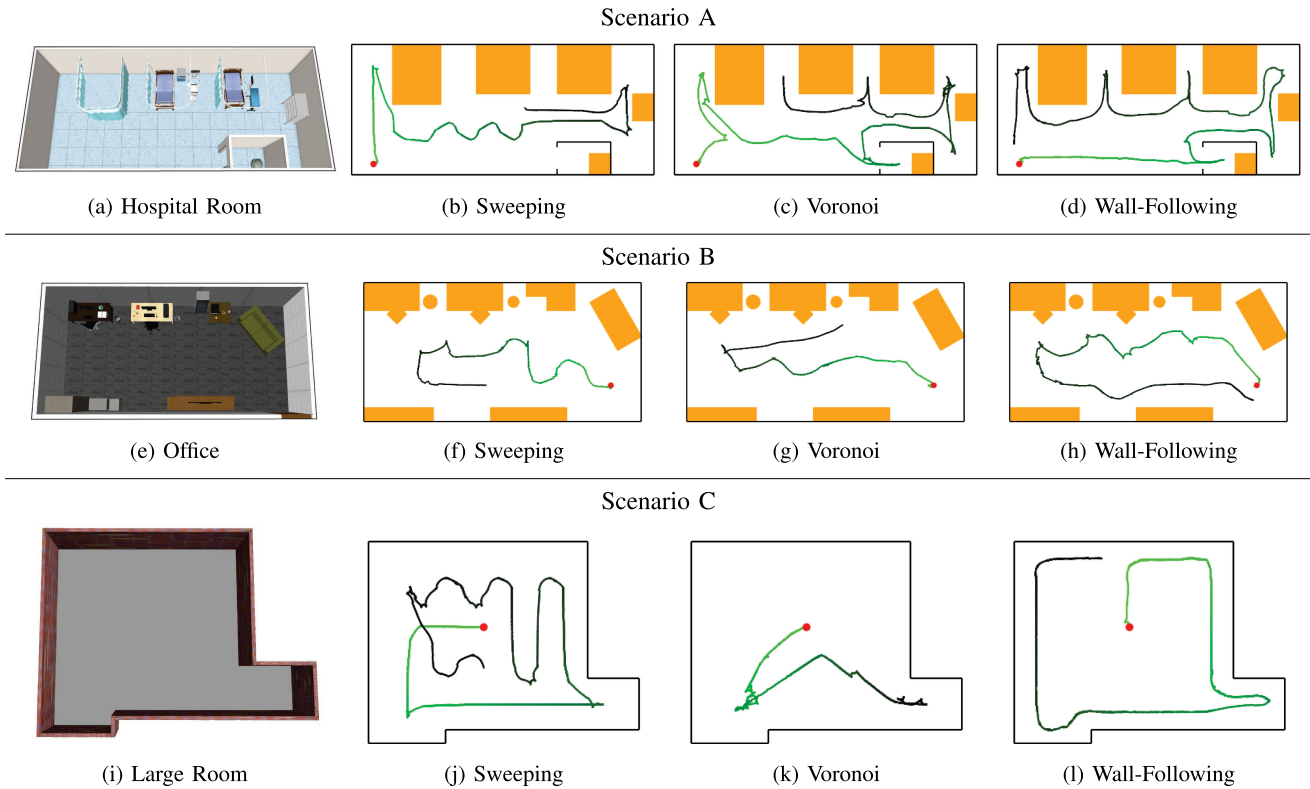 Scenario A
(a) Hospital Room
(b) Sweeping
(c) Voronoi
(d) Wall-Following
Scenario B
(e) Office
(f) Sweeping
(g) Voronoi
(h) Wall-Following
Scenario C
(i) Large Room
(j) Sweeping
(k) Voronoi
(l) Wall-Following